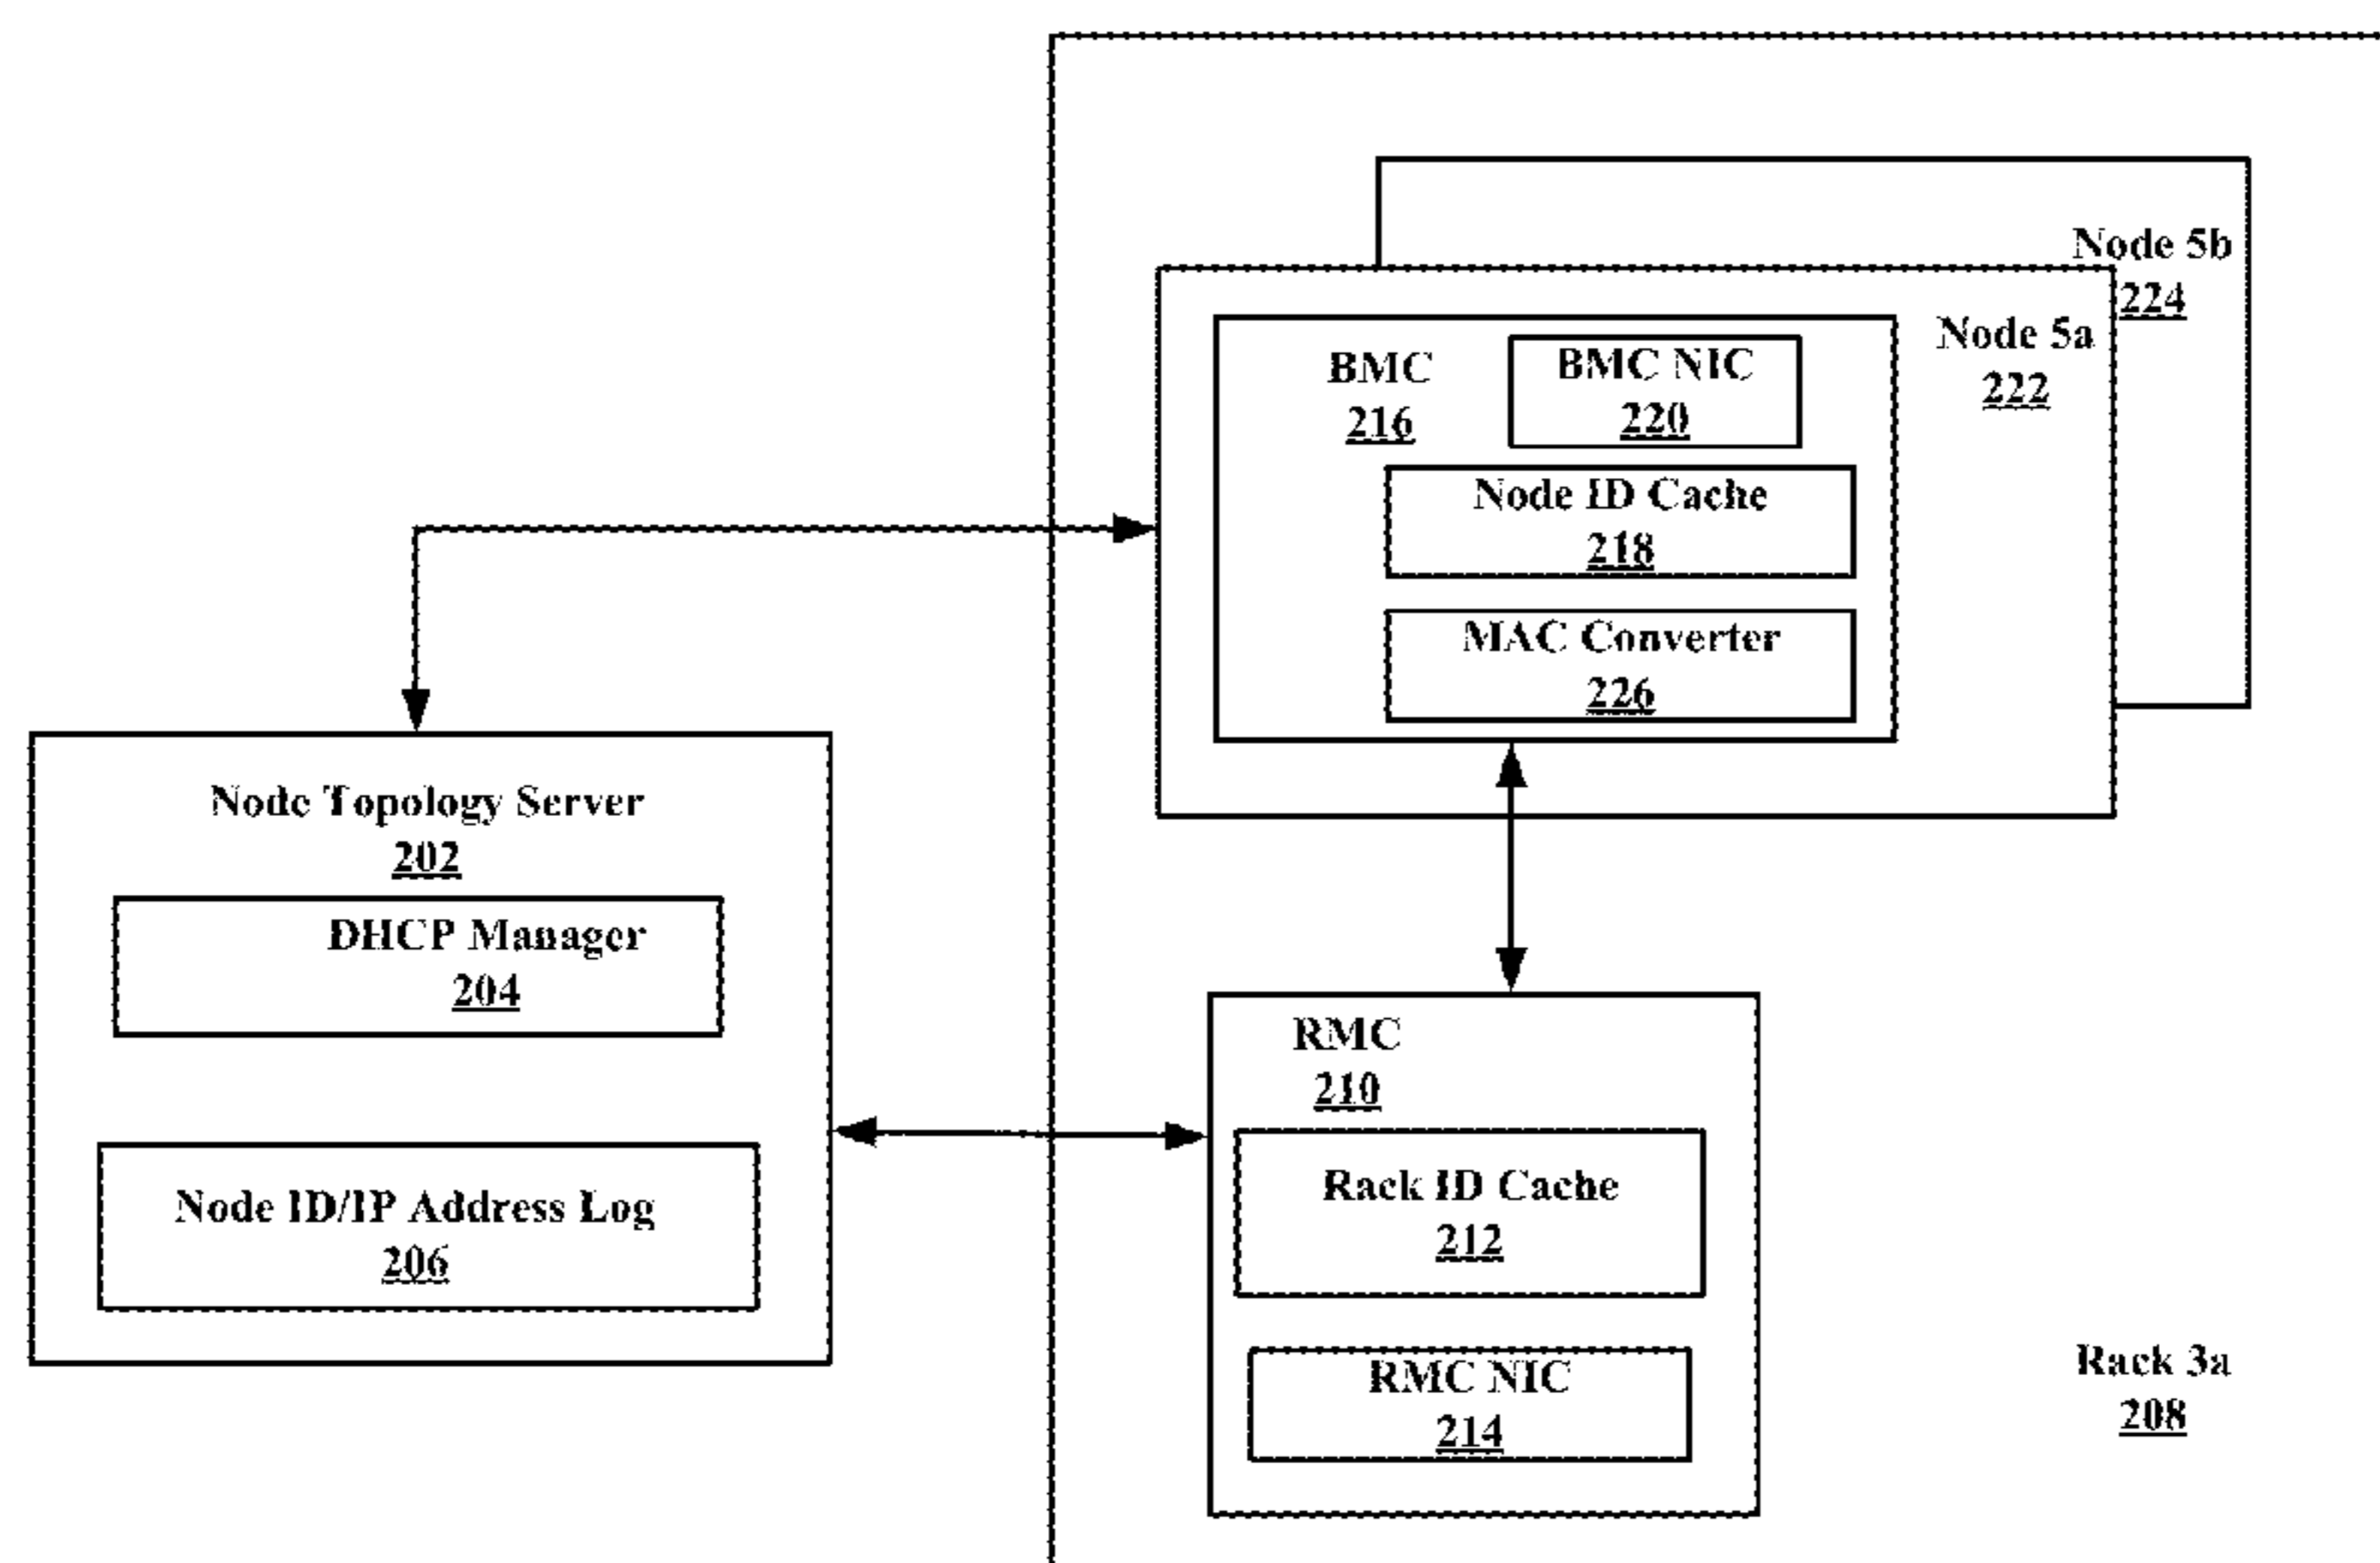 Node 5b
224
Node 5a
222
BMC
216
BMC NIC
220
Node ID Cache
218
MAC Converter
226
Node Topology Server
202
DHCP Manager
204
Node ID/IP Address Log
206
RMC
210
Rack ID Cache
212
RMC NIC
214
Rack 3a
208